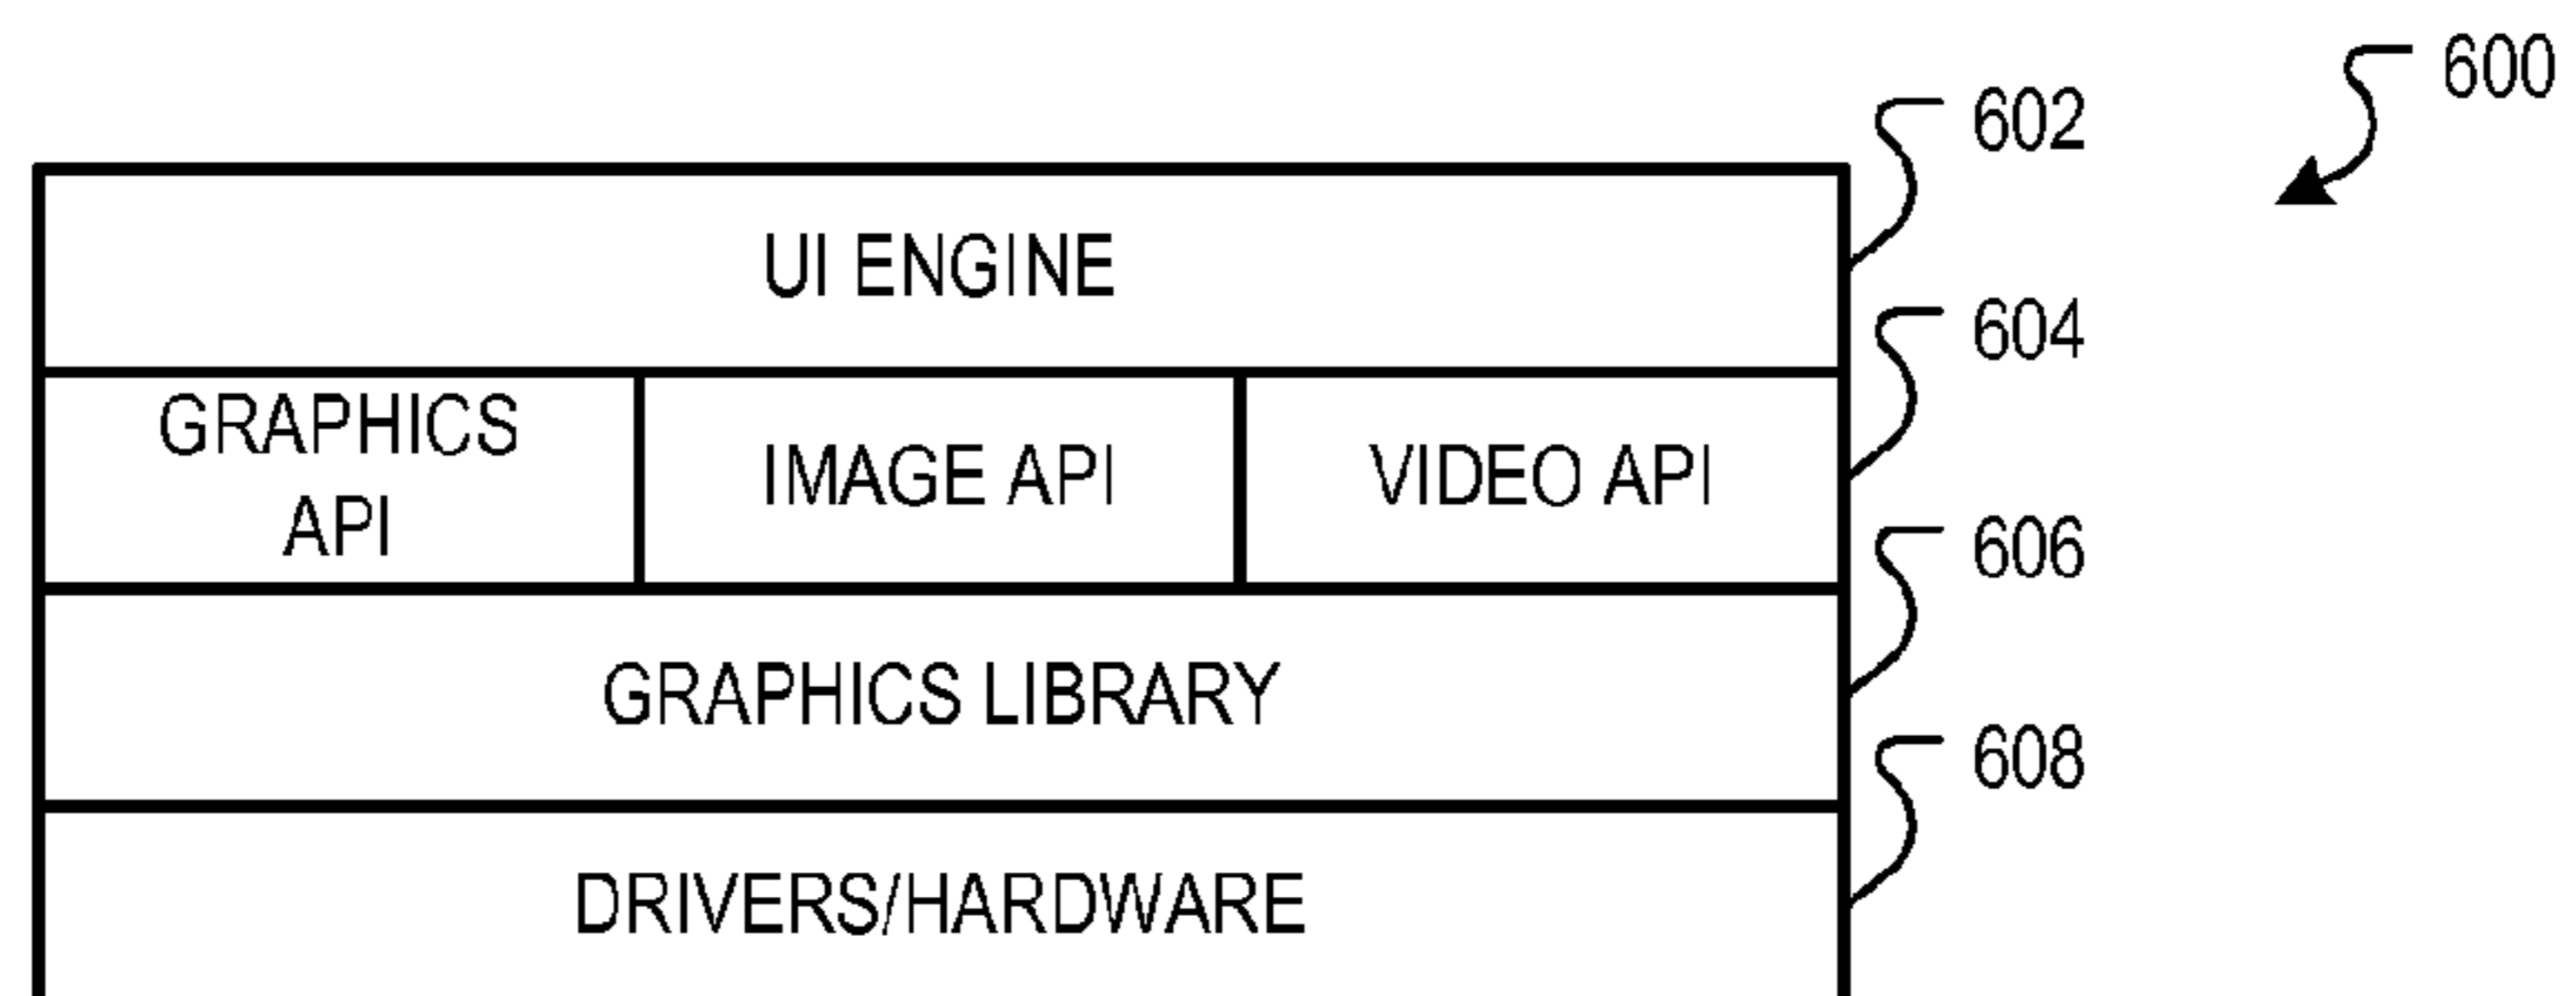 600
602
UI ENGINE
604
GRAPHICS
API
IMAGE API
VIDEO API
606
GRAPHICS LIBRARY
608
DRIVERS/HARDWARE